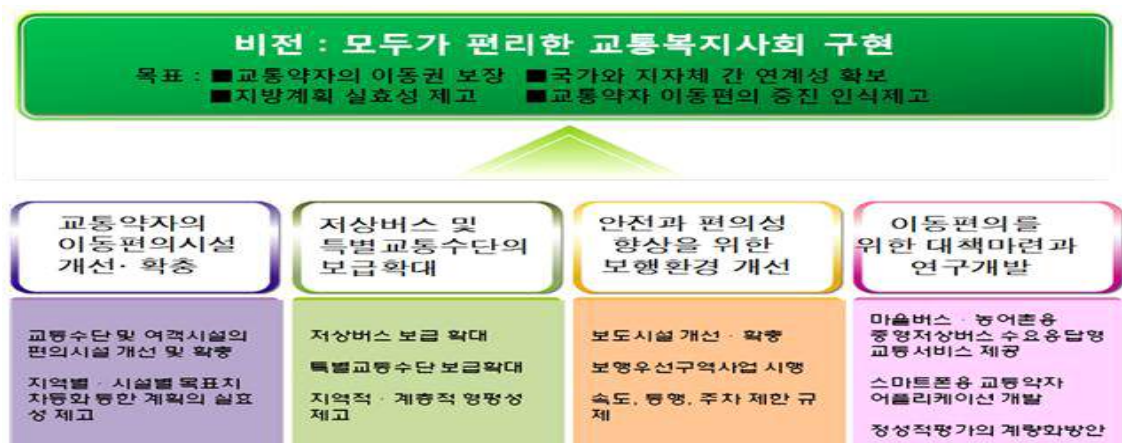 비전 : 모두가 편리한 교통복지사회 구현
목표 : ■교통약자의 이동권 보장 ■국가와 지자체 간 연계성 확보
■지방계획 실효성 제고 ■교통약자 이동편의 증진 인식제고
교통약자의
이동편의시설
개선· 확충
저상버스 및
특별교통수단의
보급확대
안전과 편의성
향상을 위한
보행환경 개선
이동편의를
위한 대책마련과
연구개발
교통수단 및 여객시설의
편의시설 개선 및 확충
지역별 · 시설별 목표치
차등화 통한 계획의 실효
성 제고
저상버스 보급 확대
특별교통수단 보급확대
지역적 · 계층적 형평성
제고
보도시설 개선 · 확충
보행우선구역사업 시행
속도, 통행, 주차 제한 규
제
마을버스 · 농어촌용
중형저상버스 수요응답형
교통서비스 제공
스마트폰용 교통약자
어플리케이션 개발
정성적평가의 계량화방안